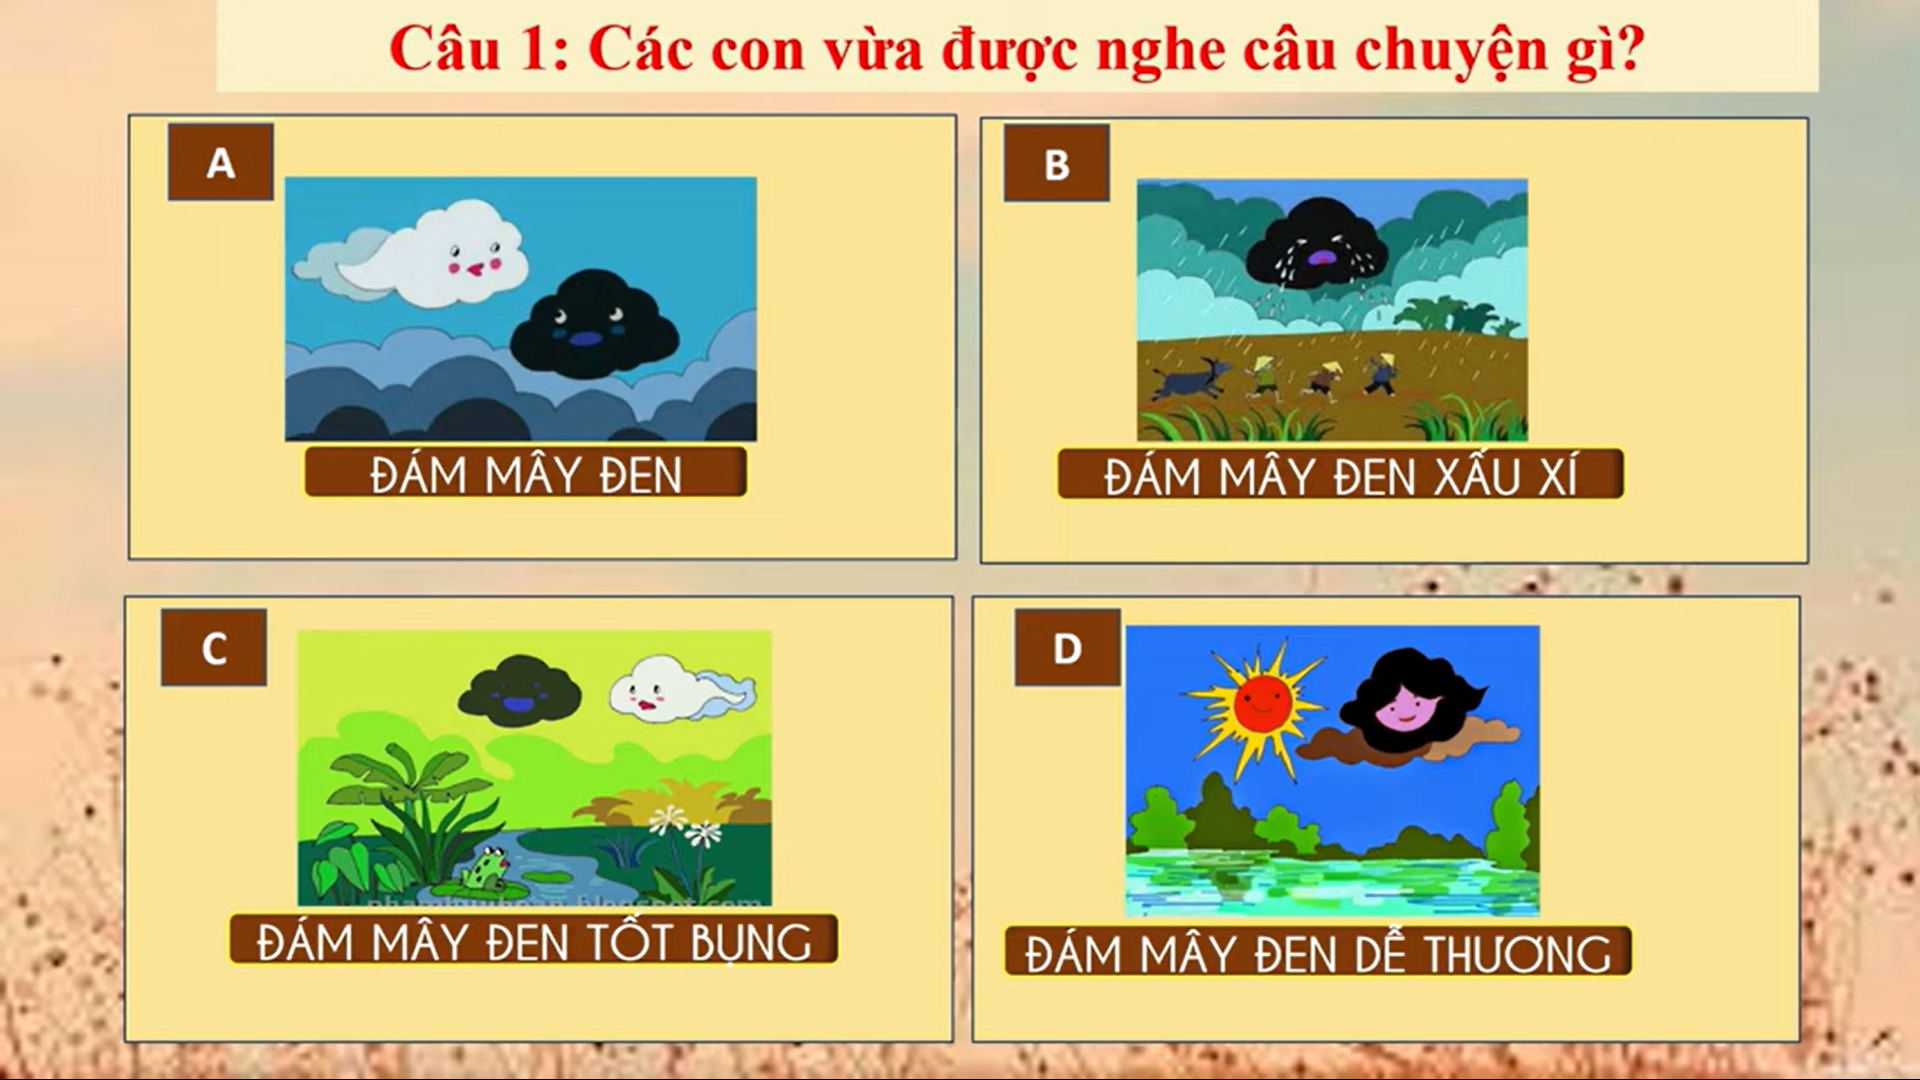 Câu 1: Các con vừa được nghe câu chuyện gì?
A
ĐÁM MÂY ĐEN
B
ĐÁM MÂY ĐEN XẤU XÍ
C
ĐÁM MÂY ĐEN TỐT BỤNG
D
ĐÁM MÂY ĐEN DỄ THƯƠNG